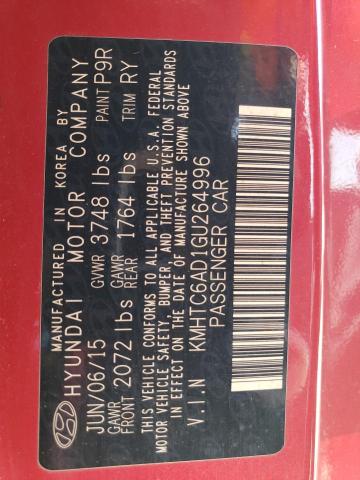 MANUFACTURED IN KOREA BY
HYUNDAI MOTOR COMPANY
JUN/06/15 GVWR 3748 lbs PAINT P9R
GAWR FRONT 2072 lbs GAWR REAR 1764 lbs TRIM RY
THIS VEHICLE CONFORMS TO ALL APPLICABLE U.S.A. FEDERAL
MOTOR VEHICLE SAFETY, BUMPER, AND THEFT PREVENTION STANDARDS
IN EFFECT ON THE DATE OF MANUFACTURE SHOWN ABOVE
V.I.N KMHTC6AD1GU264996
PASSENGER CAR